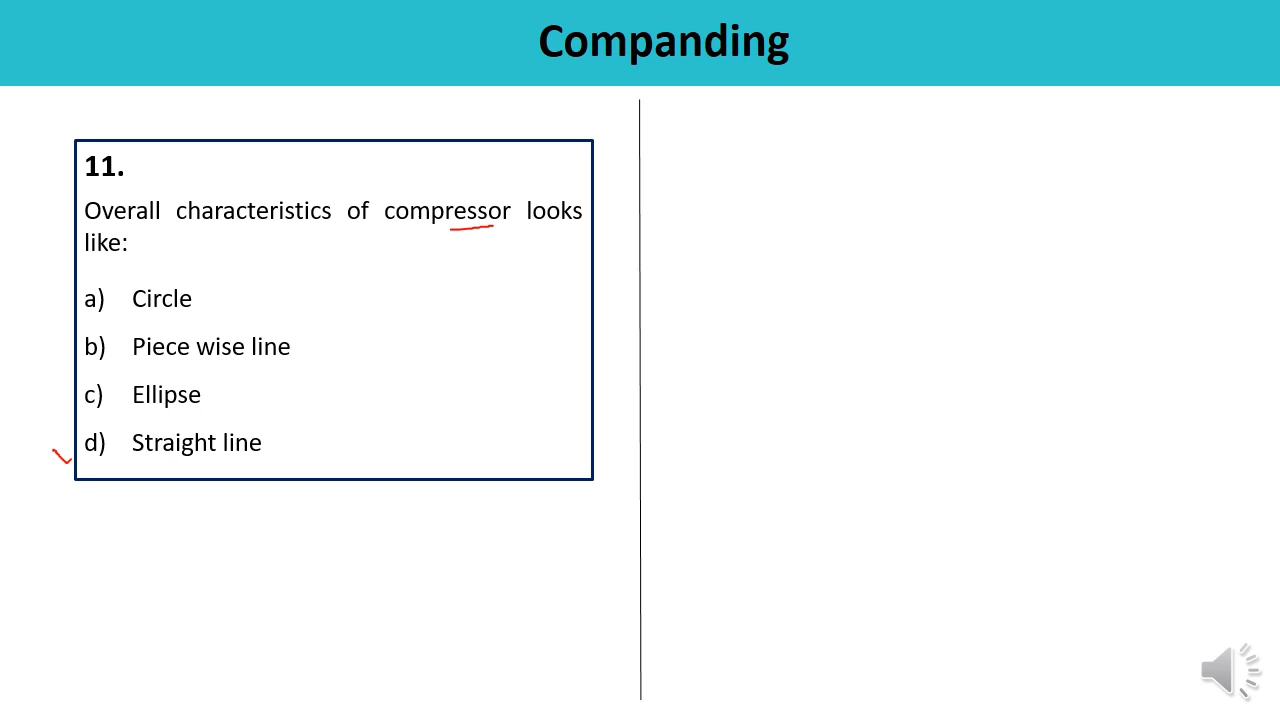 Companding
11.
Overall characteristics of compressor looks
like:
a) Circle
b) Piece wise line
c) Ellipse
d) Straight line